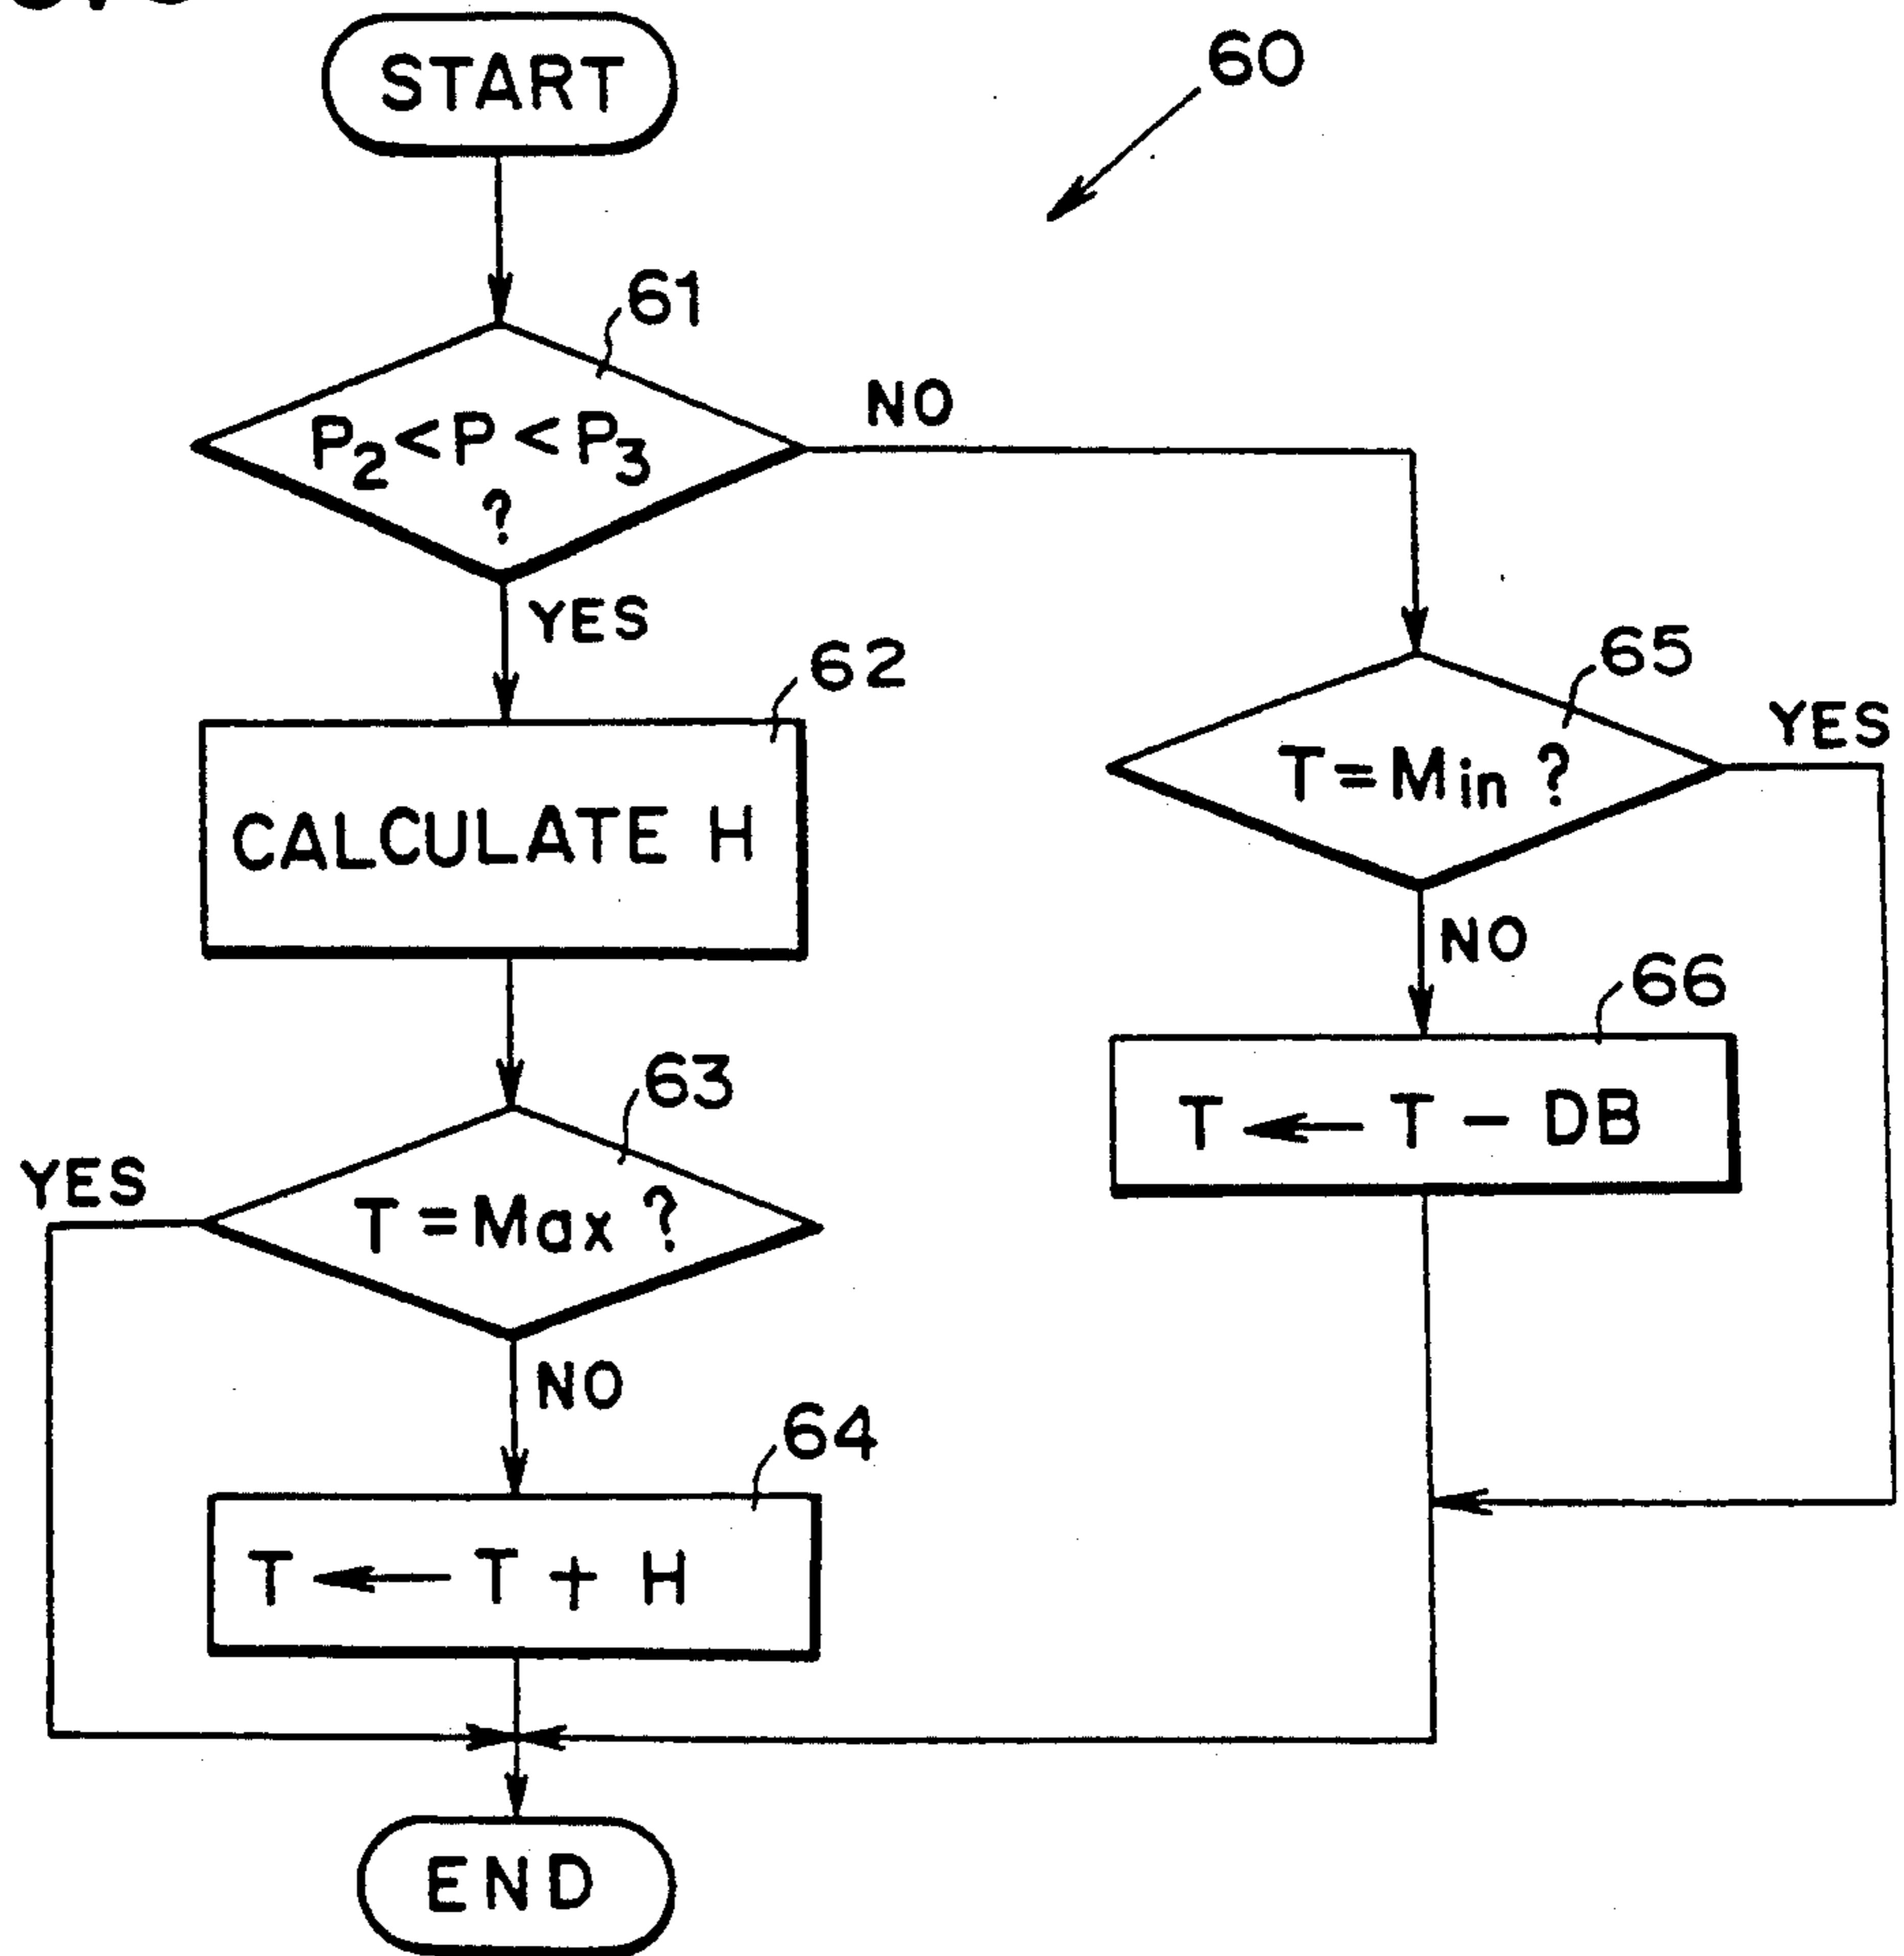 START
60
61
P₂<P<P₃
?
NO
YES
62
CALCULATE H
65
T=Min ?
YES
NO
66
T ← T − DB
63
T=Max ?
YES
NO
64
T ← T + H
END